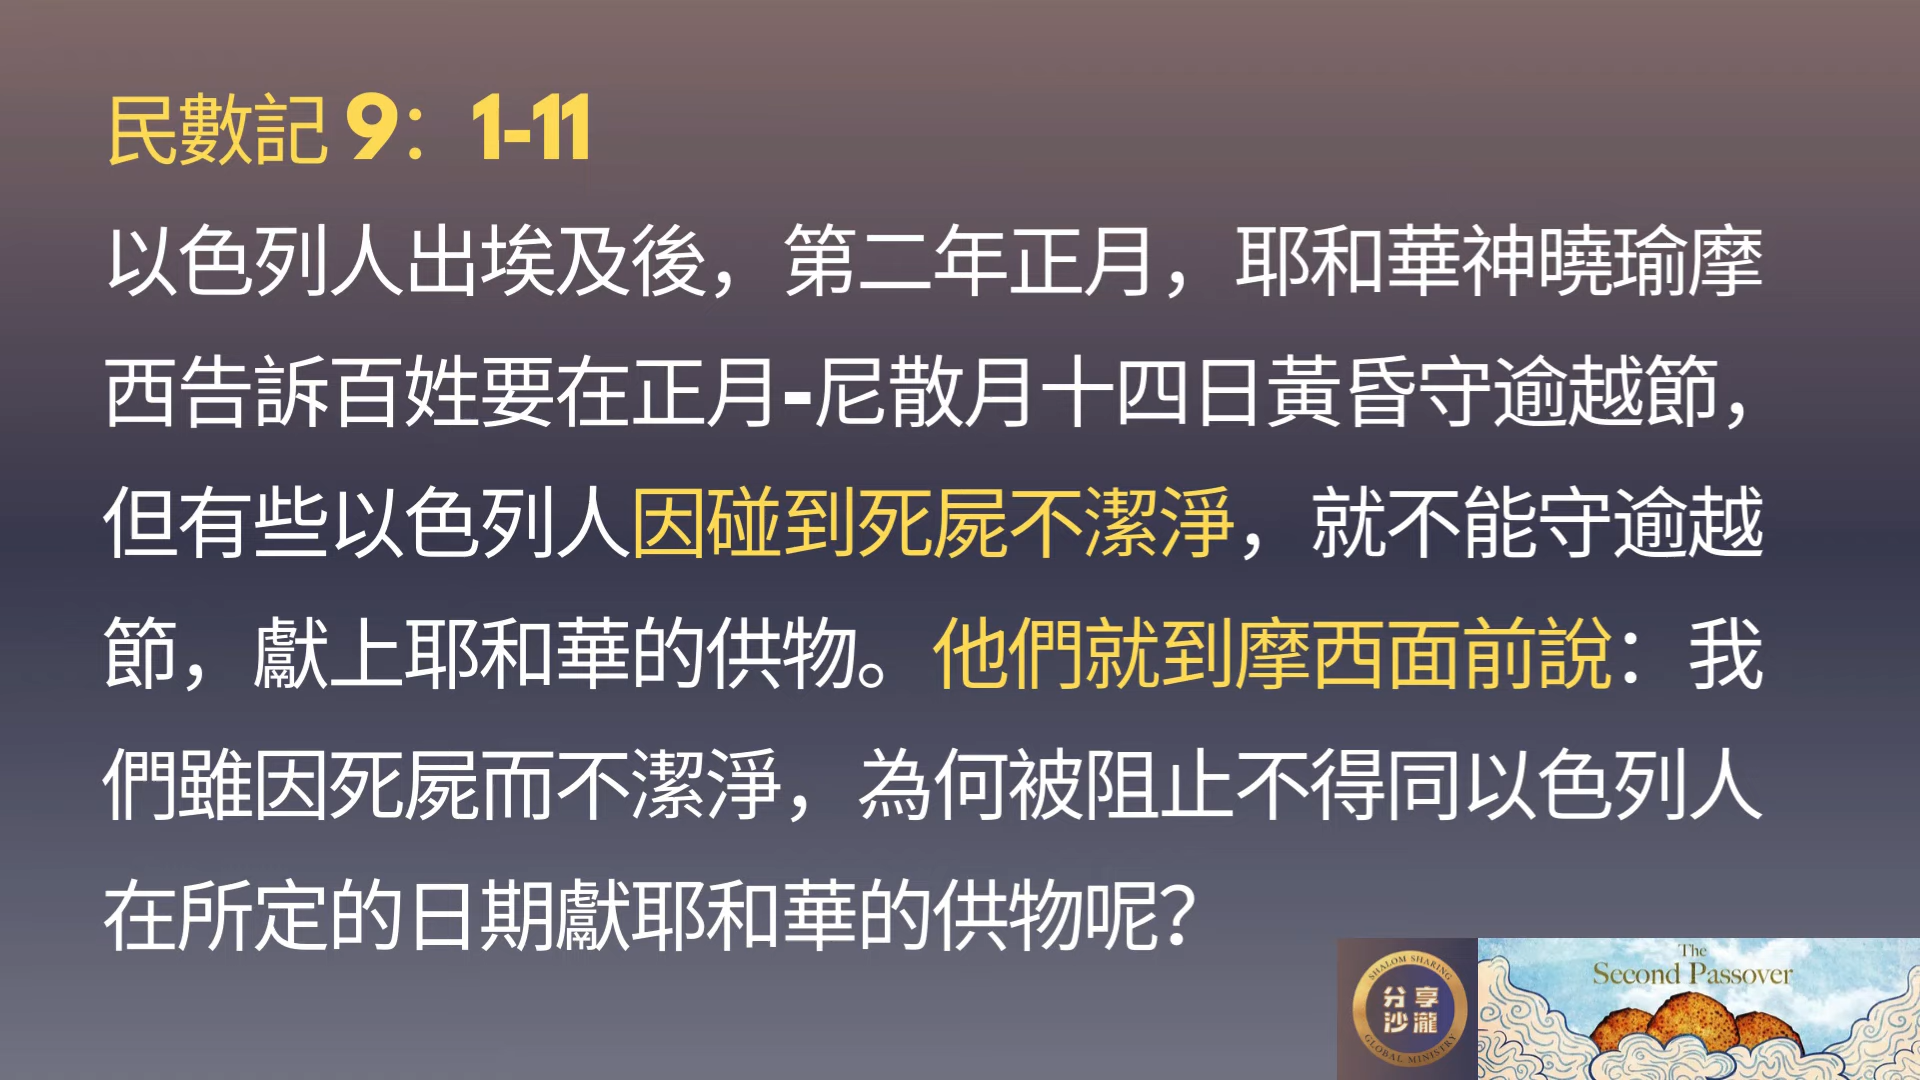 民數記 9：1-11
以色列人出埃及後，第二年正月，耶和華神曉瑜摩
西告訴百姓要在正月-尼散月十四日黃昏守逾越節，
但有些以色列人因碰到死屍不潔淨，就不能守逾越
節，獻上耶和華的供物。他們就到摩西面前說：我
們雖因死屍而不潔淨，為何被阻止不得同以色列人
在所定的日期獻耶和華的供物呢？
SHALOM SHARING
分享
沙瀧
GLOBAL MINISTRY
The
Second Passover